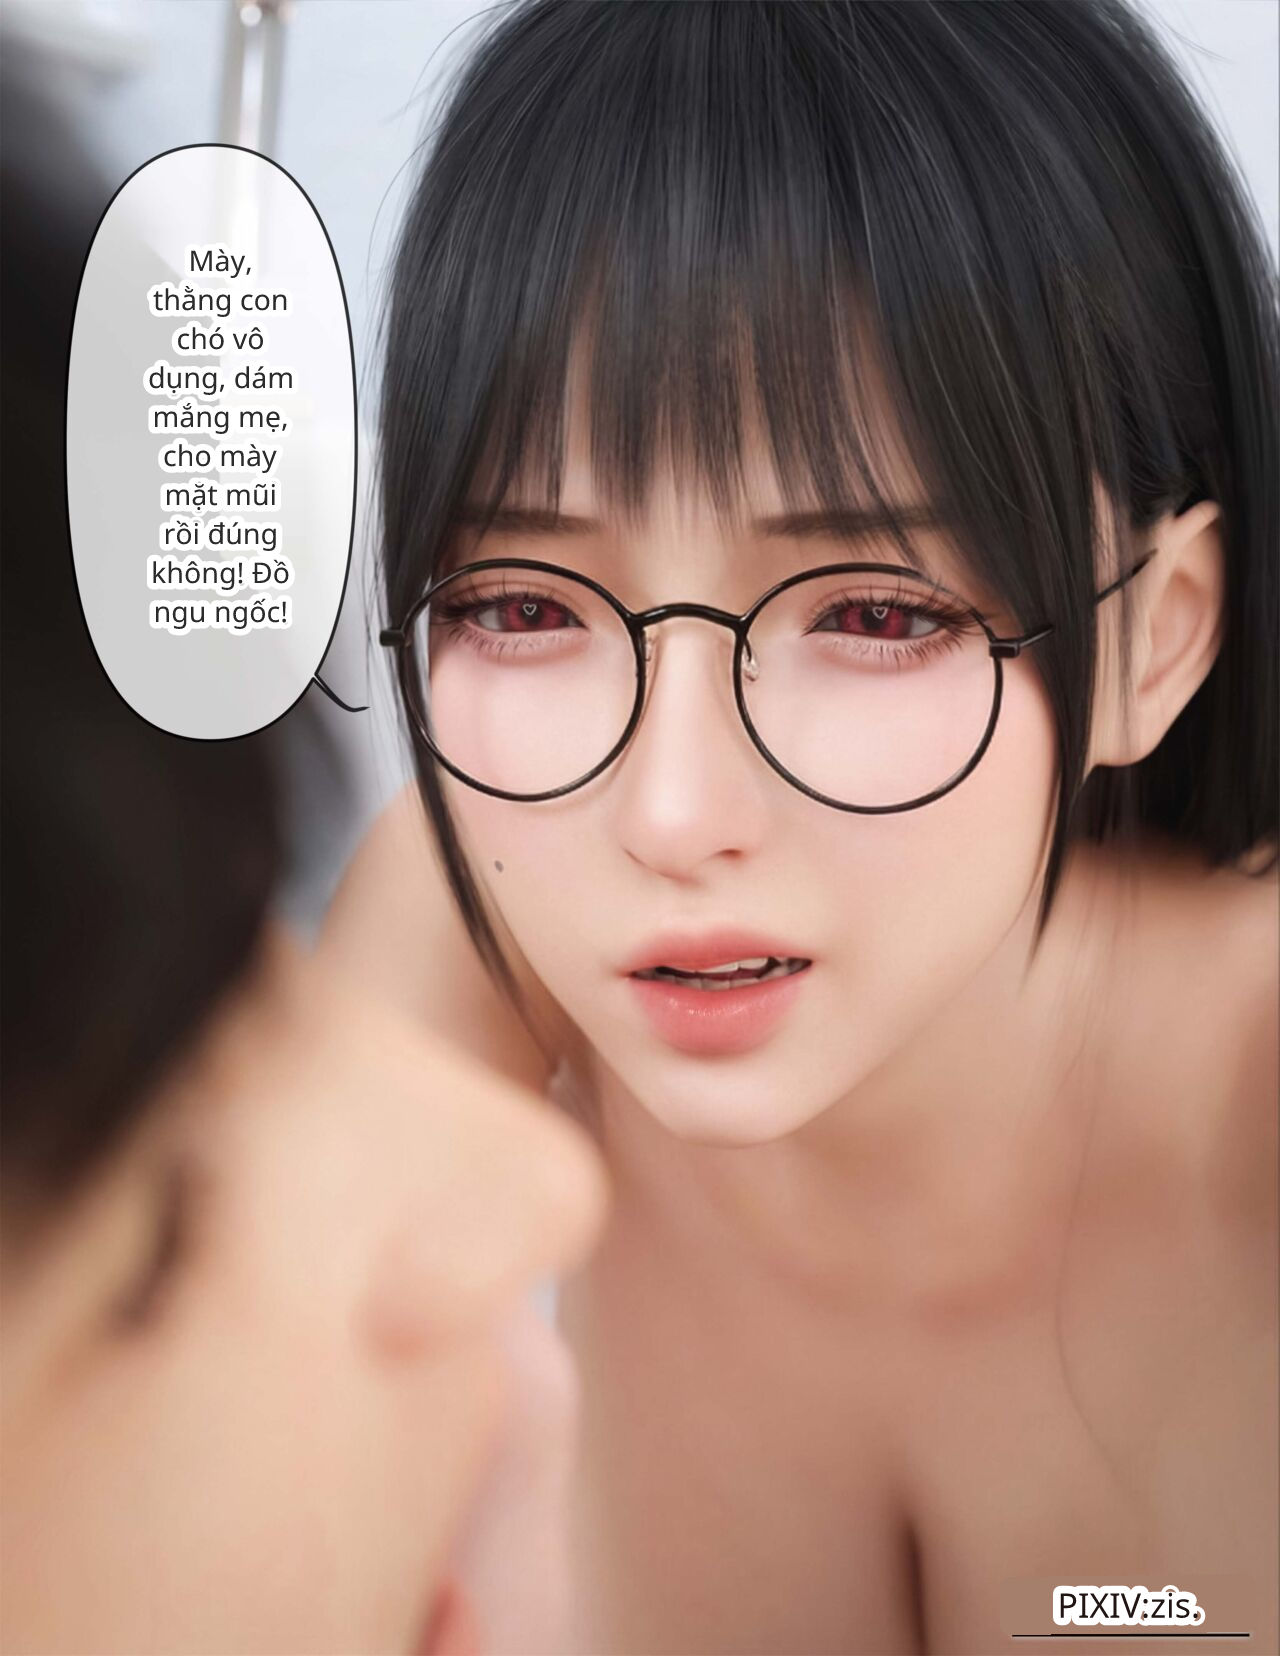 Mày,
thằng con
chó vô
dụng, dám
mắng mẹ,
cho mày
mặt mũi
rồi đúng
không! Đồ
ngu ngốc!
PIXIV:zis.